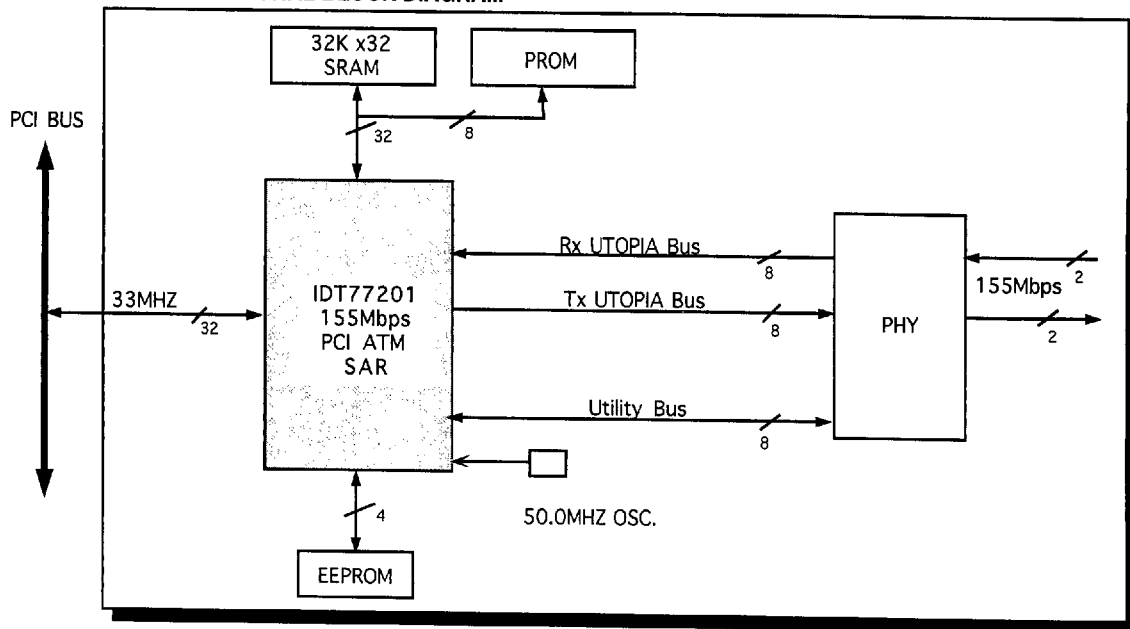 32K x32
SRAM
PROM
PCI BUS
32
8
Rx UTOPIA Bus
8
155Mbps
2
33MHZ
32
IDT77201
155Mbps
PCI ATM
SAR
Tx UTOPIA Bus
8
PHY
2
Utility Bus
8
4
50.0MHZ OSC.
EEPROM